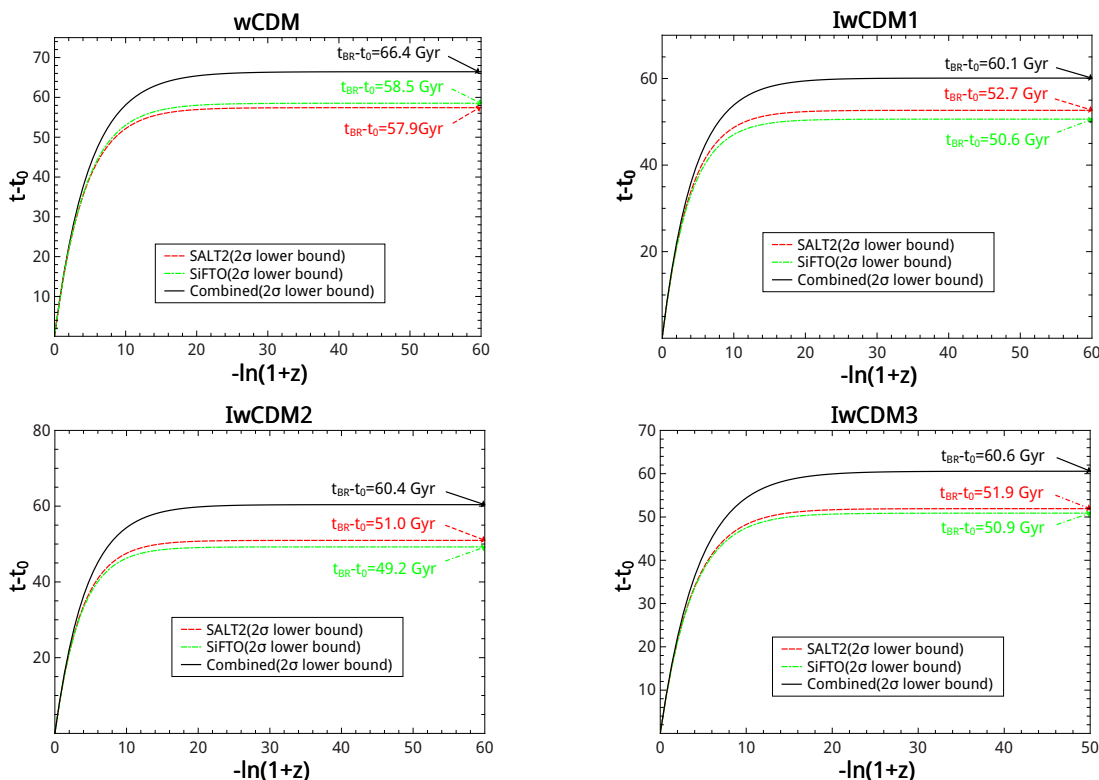 wCDM
t_BR-t_0=66.4 Gyr
t_BR-t_0=58.5 Gyr
t_BR-t_0=57.9Gyr
70
60
50
40
30
20
10
t-t_0
SALT2(2σ lower bound)
SiFTO(2σ lower bound)
Combined(2σ lower bound)
0 10 20 30 40 50 60
-ln(1+z)
IwCDM1
t_BR-t_0=60.1 Gyr
t_BR-t_0=52.7 Gyr
t_BR-t_0=50.6 Gyr
60
40
20
t-t_0
SALT2(2σ lower bound)
SiFTO(2σ lower bound)
Combined(2σ lower bound)
0 10 20 30 40 50 60
-ln(1+z)
IwCDM2
t_BR-t_0=60.4 Gyr
t_BR-t_0=51.0 Gyr
t_BR-t_0=49.2 Gyr
80
60
40
20
t-t_0
SALT2(2σ lower bound)
SiFTO(2σ lower bound)
Combined(2σ lower bound)
0 10 20 30 40 50 60
-ln(1+z)
IwCDM3
t_BR-t_0=60.6 Gyr
t_BR-t_0=51.9 Gyr
t_BR-t_0=50.9 Gyr
70
60
50
40
30
20
10
t-t_0
SALT2(2σ lower bound)
SiFTO(2σ lower bound)
Combined(2σ lower bound)
0 10 20 30 40 50
-ln(1+z)